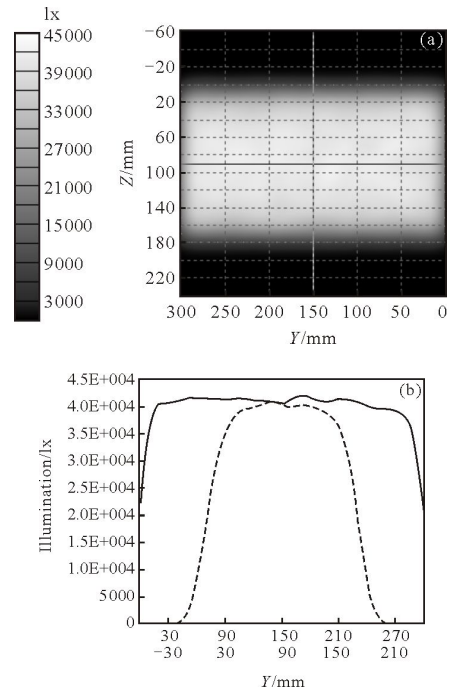 lx
45000
39000
33000
27000
21000
15000
9000
3000
(a)
Z/mm
−60
−20
20
60
100
140
180
220
300 250 200 150 100 50 0
Y/mm
(b)
Illumination/lx
4.5E+004
4.0E+004
3.5E+004
3.0E+004
2.5E+004
2.0E+004
1.5E+004
1.0E+004
5000
0
30 90 150 210 270
−30 30 90 150 210
Y/mm